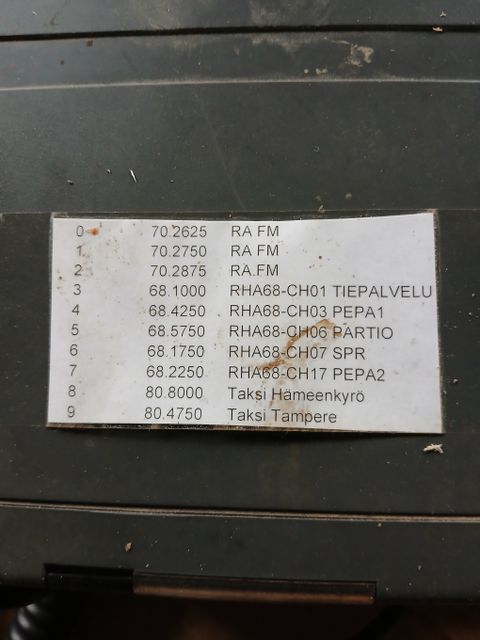 0 70.2625 RA FM
1 70.2750 RA FM
2 70.2875 RA.FM
3 68.1000 RHA68-CH01 TIEPALVELU
4 68.4250 RHA68-CH03 PEPA1
5 68.5750 RHA68-CH06 PARTIO
6 68.1750 RHA68-CH07 SPR
7 68.2250 RHA68-CH17 PEPA2
8 80.8000 Taksi Hämeenkyrö
9 80.4750 Taksi Tampere